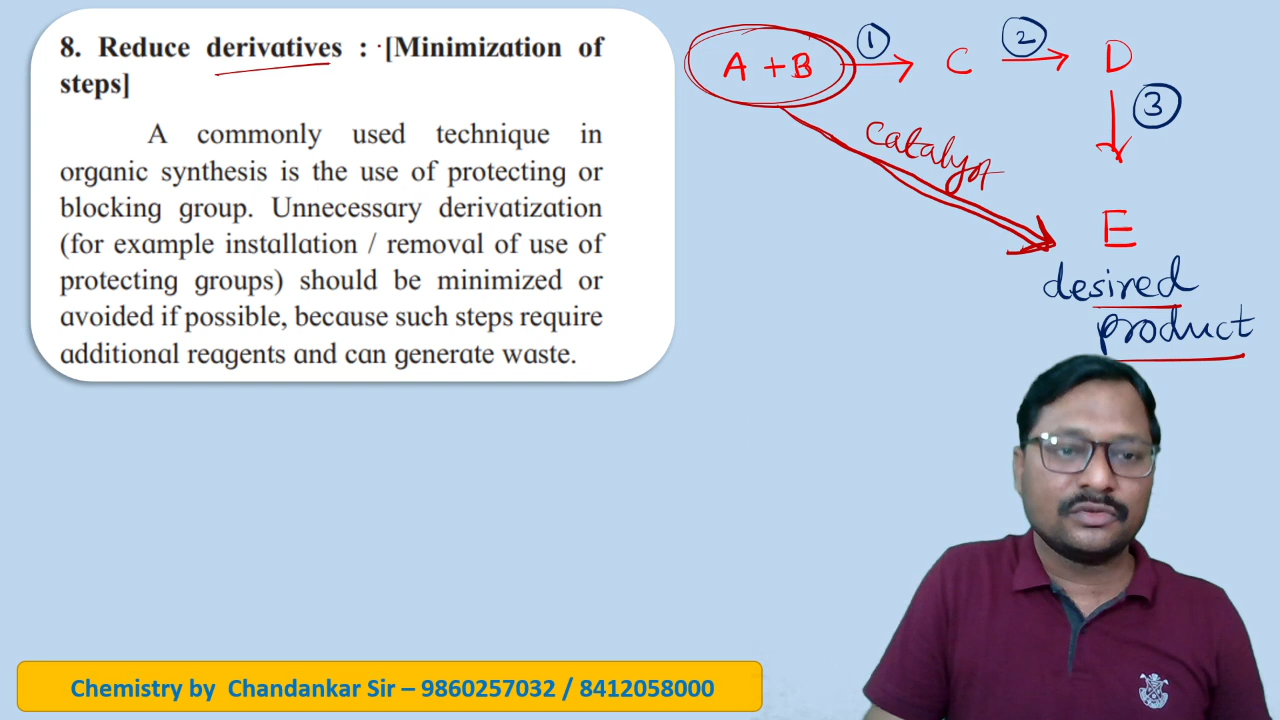 8. Reduce derivatives : [Minimization of
steps]
A commonly used technique in
organic synthesis is the use of protecting or
blocking group. Unnecessary derivatization
(for example installation / removal of use of
protecting groups) should be minimized or
avoided if possible, because such steps require
additional reagents and can generate waste.
A + B 1 → C 2 → D
3
catalyst
E
desired
product
Chemistry by Chandankar Sir – 9860257032 / 8412058000